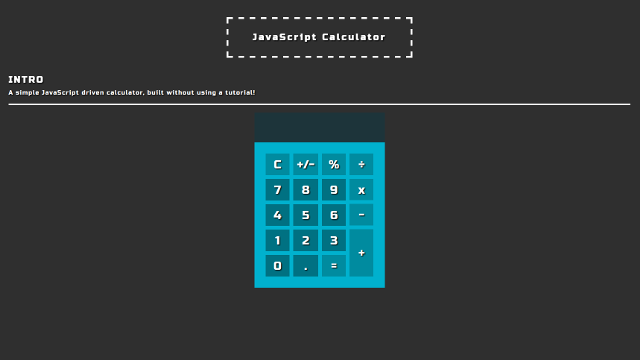 JavaScript Calculator
INTRO
A simple JavaScript driven calculator, built without using a tutorial!
C +/- % ÷
7 8 9 x
4 5 6 -
1 2 3 +
0 . =